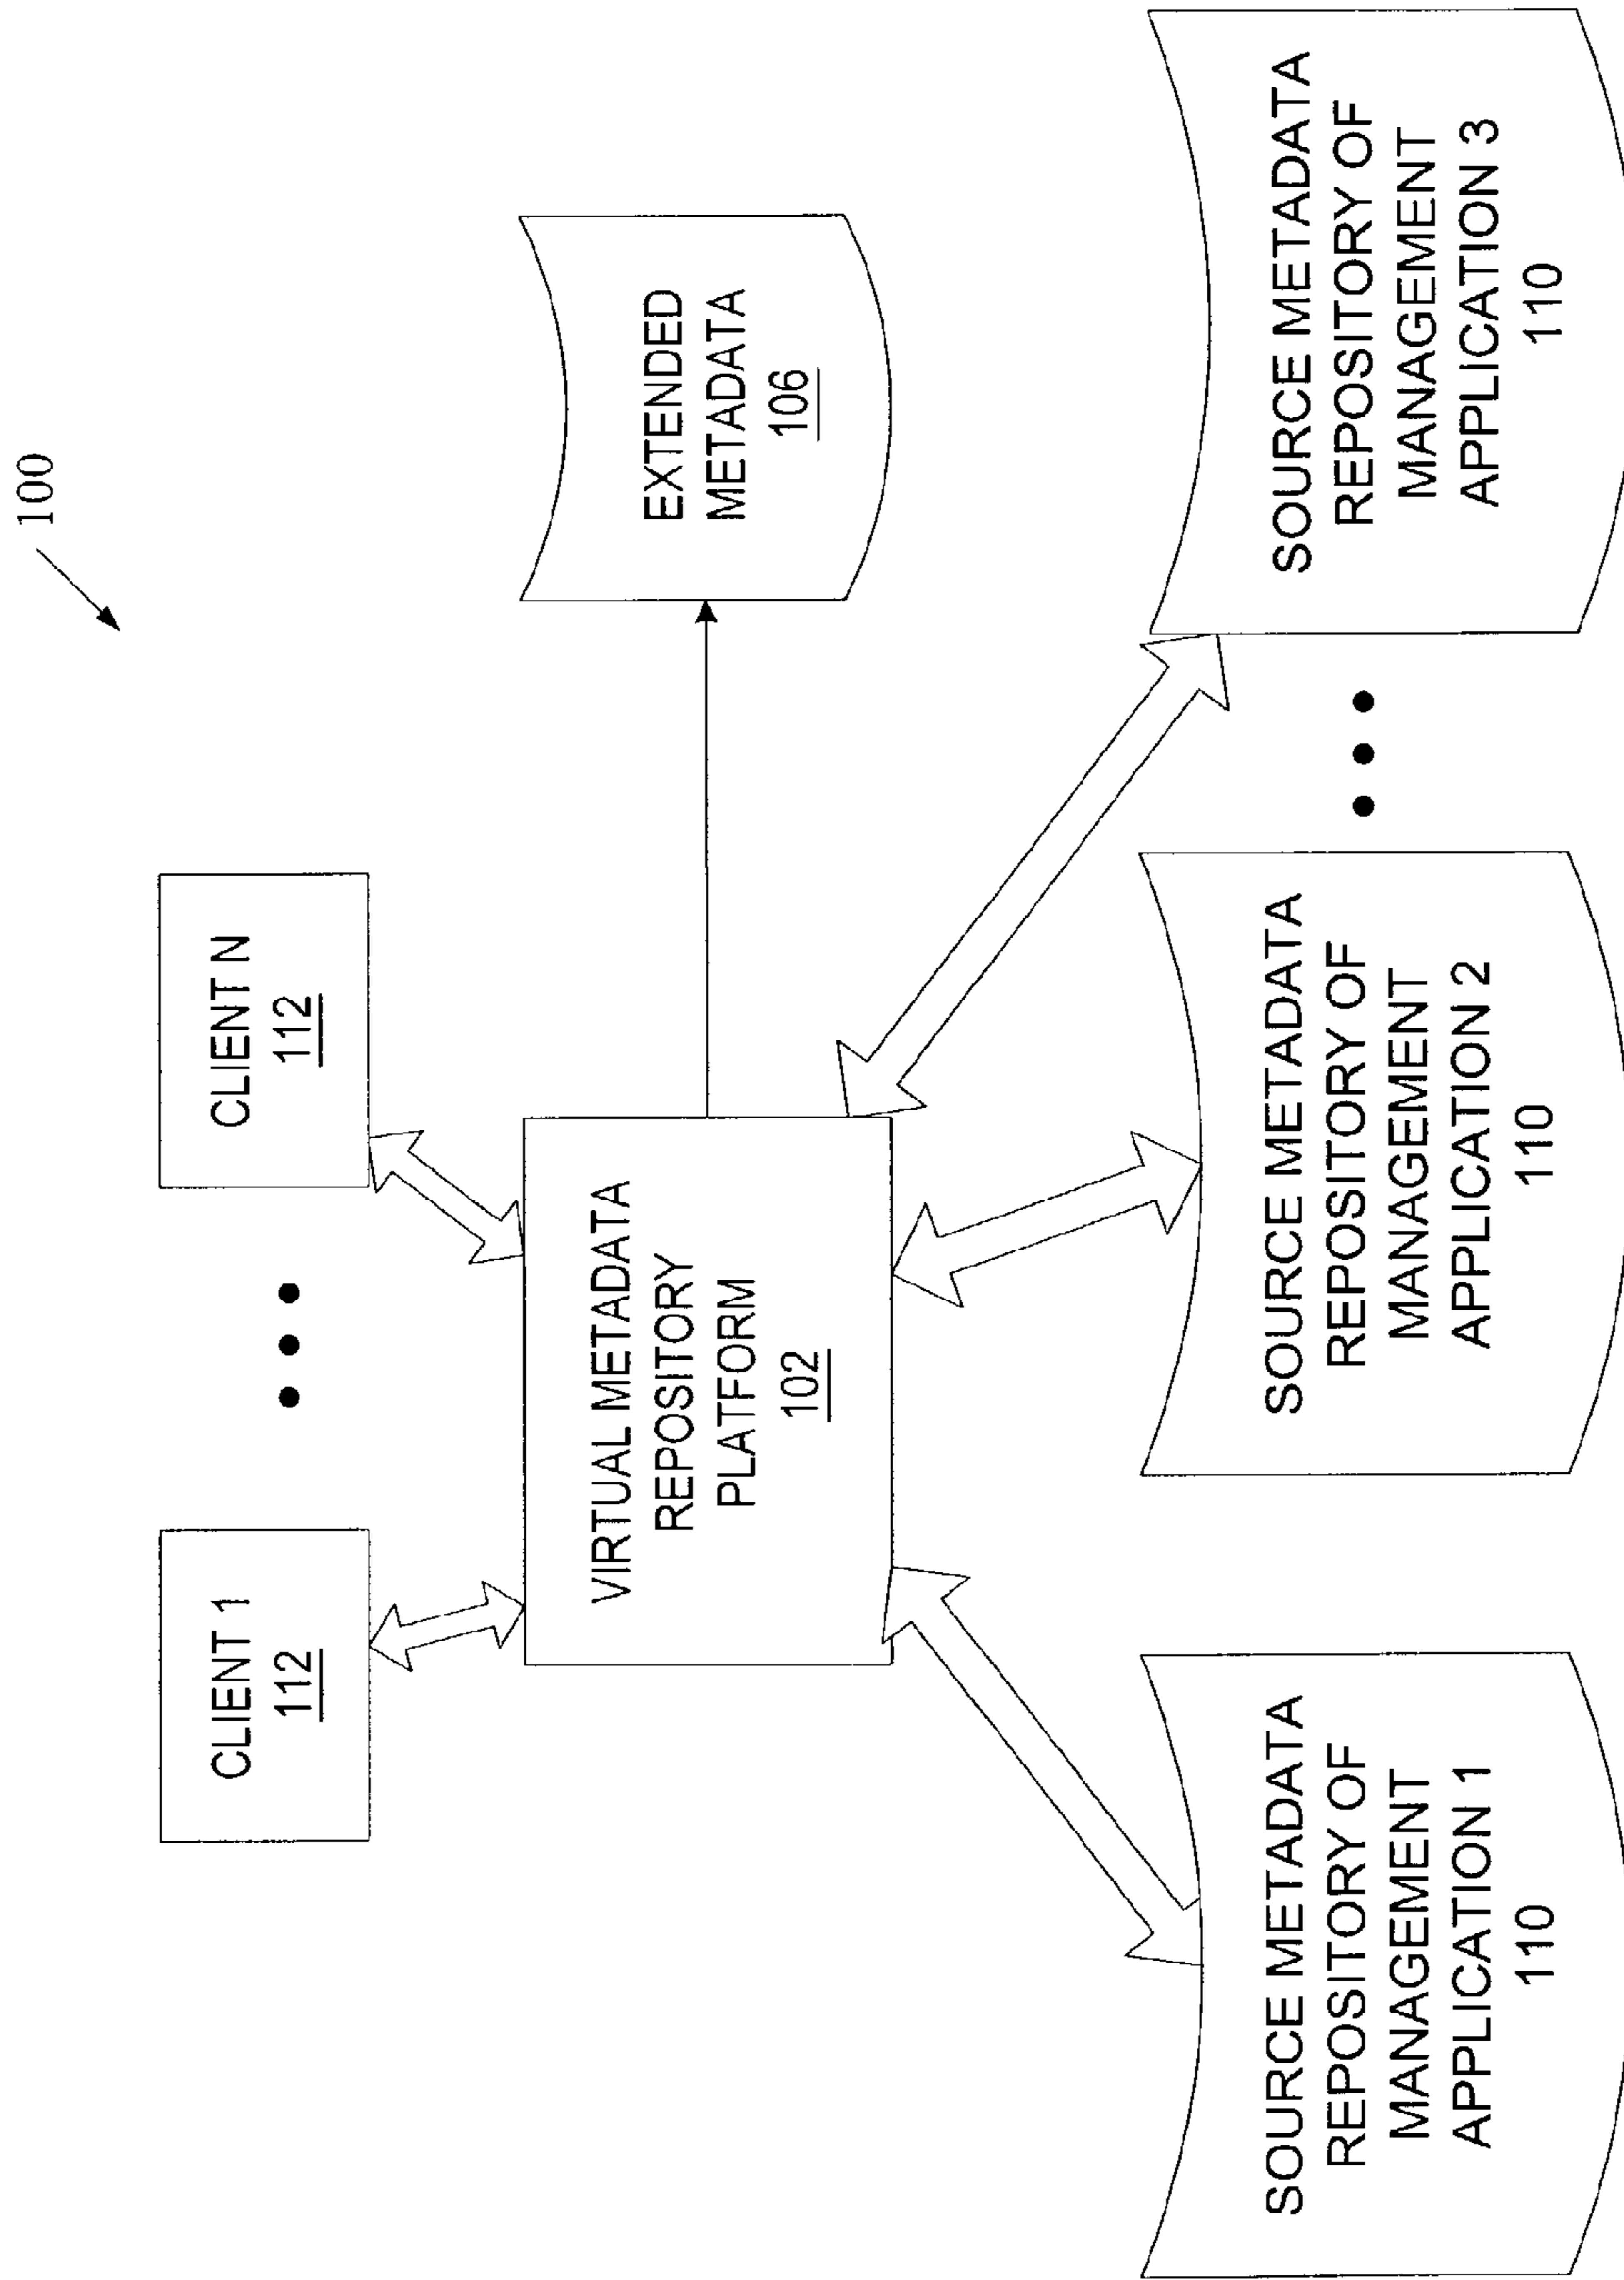 100
CLIENT 1
112
CLIENT N
112
VIRTUAL METADATA
REPOSITORY
PLATFORM
102
EXTENDED
METADATA
106
SOURCE METADATA
REPOSITORY OF
MANAGEMENT
APPLICATION 1
110
SOURCE METADATA
REPOSITORY OF
MANAGEMENT
APPLICATION 2
110
SOURCE METADATA
REPOSITORY OF
MANAGEMENT
APPLICATION 3
110